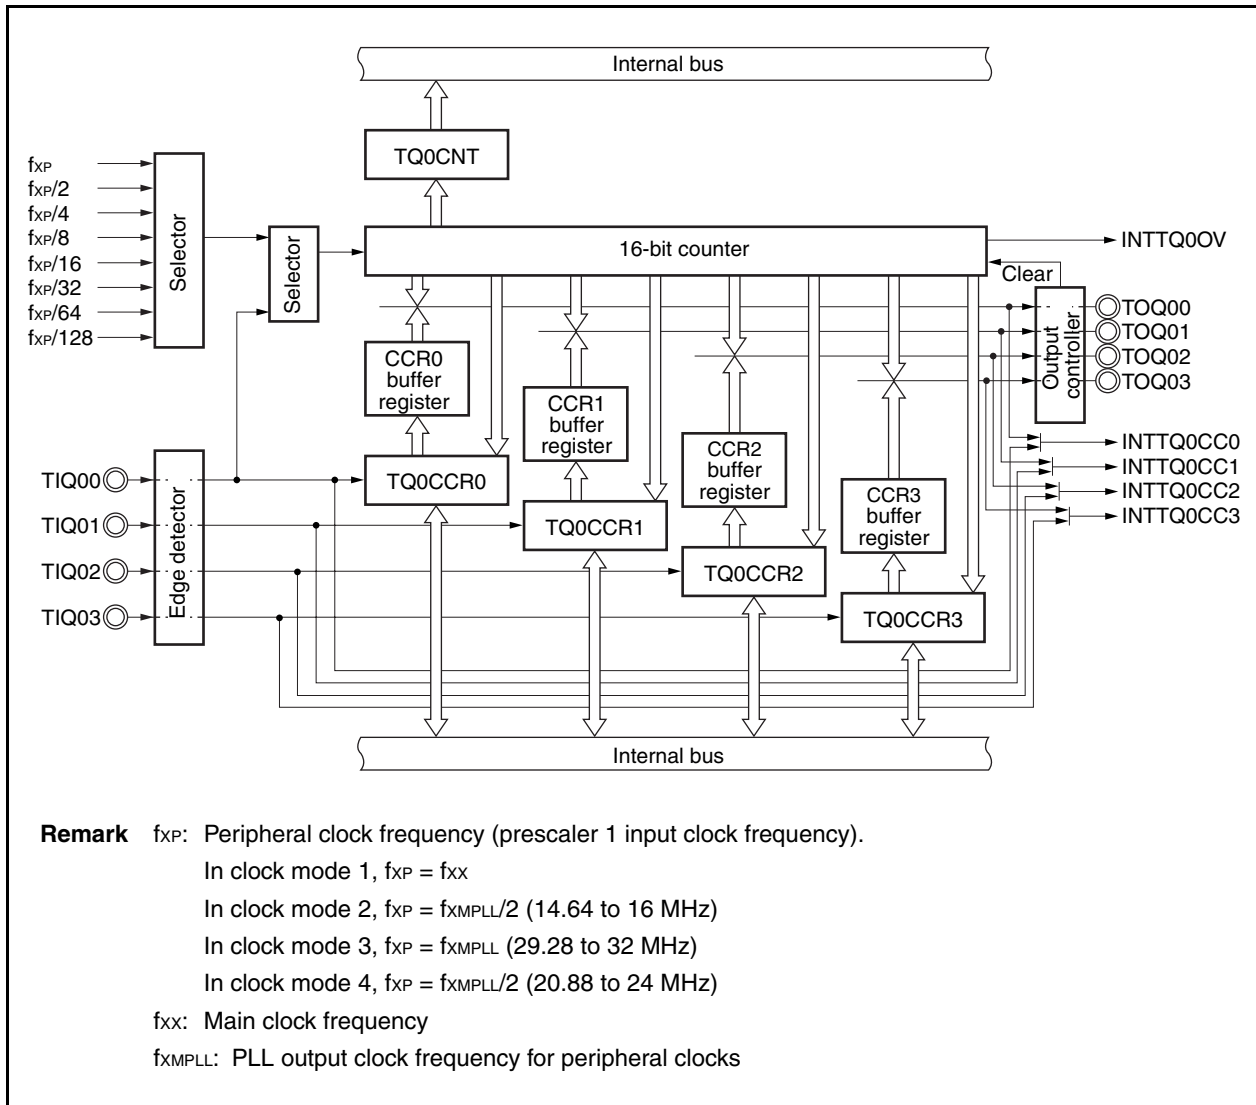 Internal bus
TQ0CNT
fXP
fXP/2
fXP/4
fXP/8
fXP/16
fXP/32
fXP/64
fXP/128
Selector
Selector
16-bit counter
INTTQ0OV
Clear
Output controller
TOQ00
TOQ01
TOQ02
TOQ03
CCR0
buffer
register
CCR1
buffer
register
CCR2
buffer
register
CCR3
buffer
register
INTTQ0CC0
INTTQ0CC1
INTTQ0CC2
INTTQ0CC3
TIQ00
TIQ01
TIQ02
TIQ03
Edge detector
TQ0CCR0
TQ0CCR1
TQ0CCR2
TQ0CCR3
Internal bus
Remark fXP: Peripheral clock frequency (prescaler 1 input clock frequency).
In clock mode 1, fXP = fXX
In clock mode 2, fXP = fXMPLL/2 (14.64 to 16 MHz)
In clock mode 3, fXP = fXMPLL (29.28 to 32 MHz)
In clock mode 4, fXP = fXMPLL/2 (20.88 to 24 MHz)
fXX: Main clock frequency
fXMPLL: PLL output clock frequency for peripheral clocks